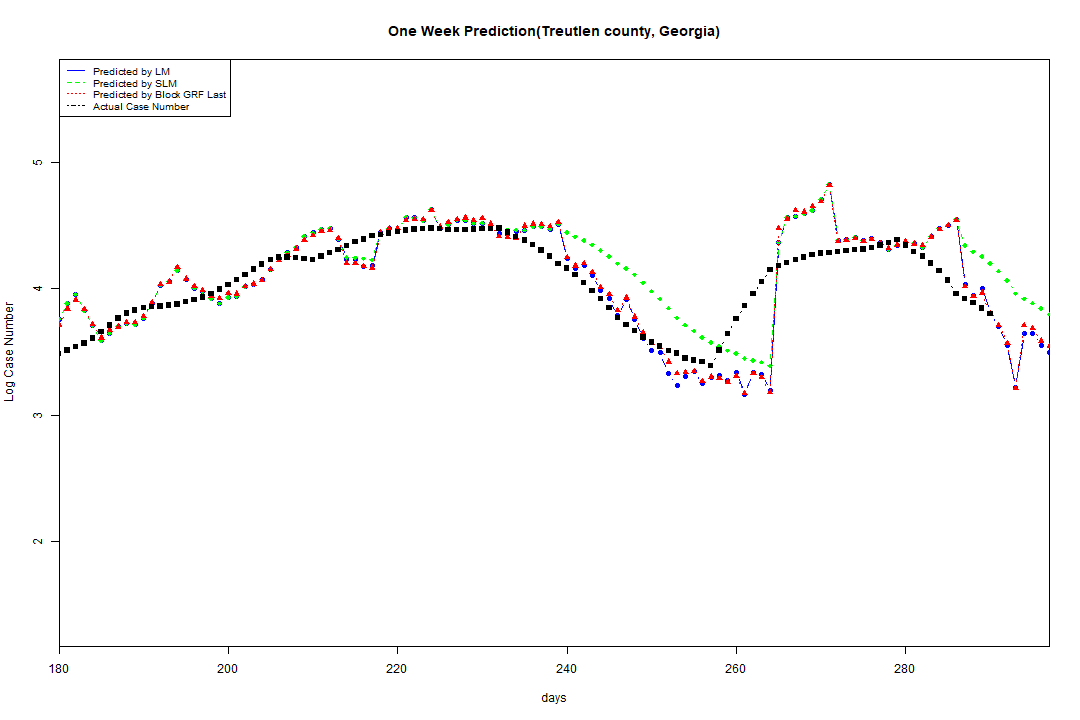 One Week Prediction(Treutlen county, Georgia)
Predicted by LM
Predicted by SLM
Predicted by Block GRF Last
Actual Case Number
5
4
3
2
Log Case Number
180 200 220 240 260 280
days